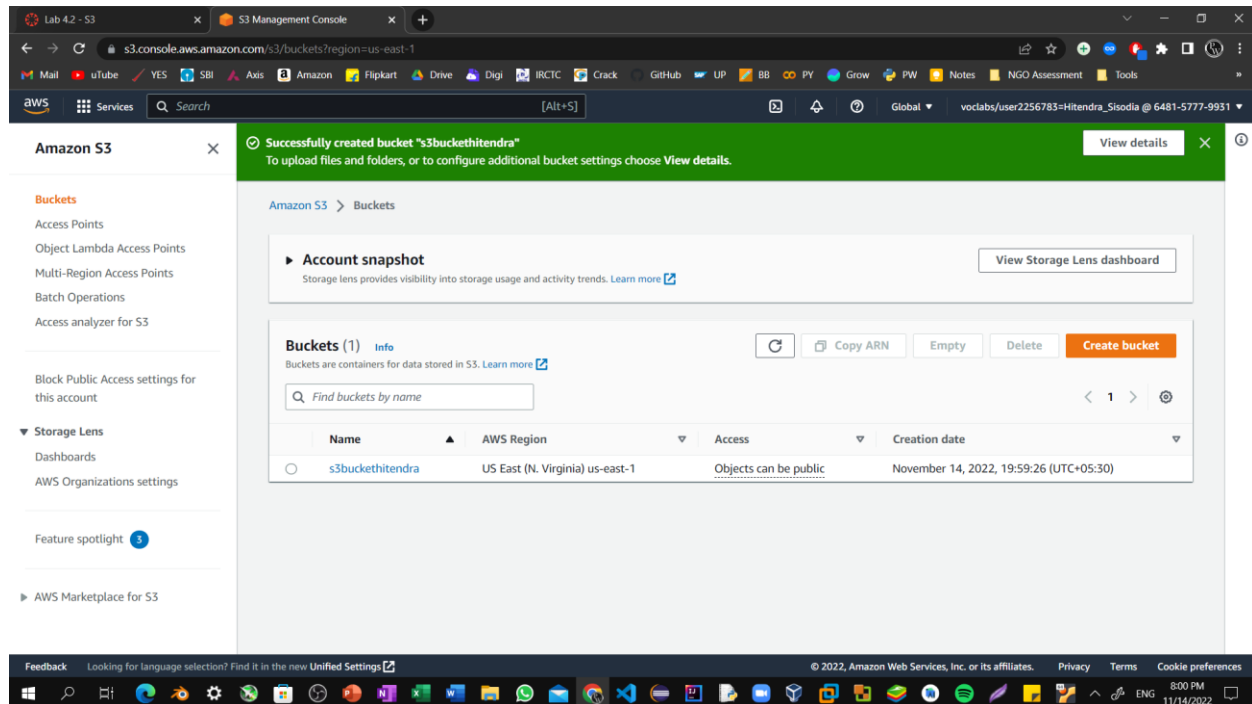 Lab 4.2 - S3
S3 Management Console
s3.console.aws.amazon.com/s3/buckets?region=us-east-1
Mail uTube YES SBI Axis Amazon Flipkart Drive Digi IRCTC Crack GitHub UP BB PY Grow PW Notes NGO Assessment Tools
aws Services Search [Alt+S] Global voclabs/user2256783=Hitendra_Sisodia @ 6481-5777-9931
Amazon S3
Buckets
Access Points
Object Lambda Access Points
Multi-Region Access Points
Batch Operations
Access analyzer for S3
Block Public Access settings for
this account
Storage Lens
Dashboards
AWS Organizations settings
Feature spotlight 3
AWS Marketplace for S3
Successfully created bucket "s3buckethitendra"
To upload files and folders, or to configure additional bucket settings choose View details.
View details
Amazon S3 > Buckets
Account snapshot
Storage lens provides visibility into storage usage and activity trends. Learn more
View Storage Lens dashboard
Buckets (1) Info
Buckets are containers for data stored in S3. Learn more
Copy ARN Empty Delete Create bucket
Find buckets by name
< 1 >
Name AWS Region Access Creation date
s3buckethitendra US East (N. Virginia) us-east-1 Objects can be public November 14, 2022, 19:59:26 (UTC+05:30)
Feedback Looking for language selection? Find it in the new Unified Settings © 2022, Amazon Web Services, Inc. or its affiliates. Privacy Terms Cookie preferences
ENG 8:00 PM
11/14/2022